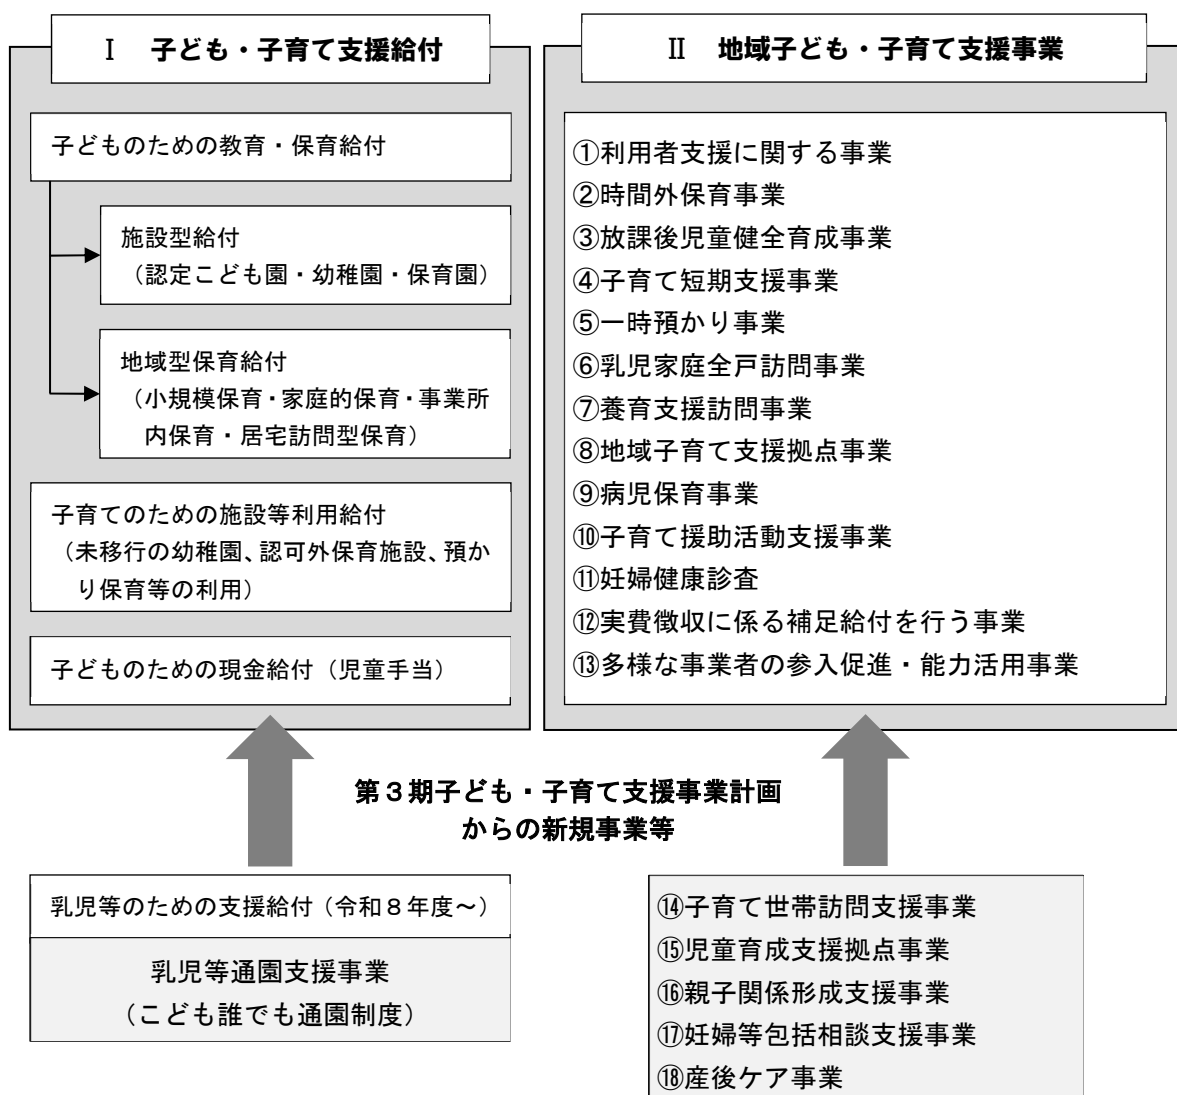 Ⅰ 子ども・子育て支援給付
子どものための教育・保育給付
施設型給付
（認定こども園・幼稚園・保育園）
地域型保育給付
（小規模保育・家庭的保育・事業所
内保育・居宅訪問型保育）
子育てのための施設等利用給付
（未移行の幼稚園、認可外保育施設、預か
り保育等の利用）
子どものための現金給付（児童手当）
Ⅱ 地域子ども・子育て支援事業
①利用者支援に関する事業
②時間外保育事業
③放課後児童健全育成事業
④子育て短期支援事業
⑤一時預かり事業
⑥乳児家庭全戸訪問事業
⑦養育支援訪問事業
⑧地域子育て支援拠点事業
⑨病児保育事業
⑩子育て援助活動支援事業
⑪妊婦健康診査
⑫実費徴収に係る補足給付を行う事業
⑬多様な事業者の参入促進・能力活用事業
第３期子ども・子育て支援事業計画
からの新規事業等
乳児等のための支援給付（令和８年度～）
乳児等通園支援事業
（こども誰でも通園制度）
⑭子育て世帯訪問支援事業
⑮児童育成支援拠点事業
⑯親子関係形成支援事業
⑰妊婦等包括相談支援事業
⑱産後ケア事業